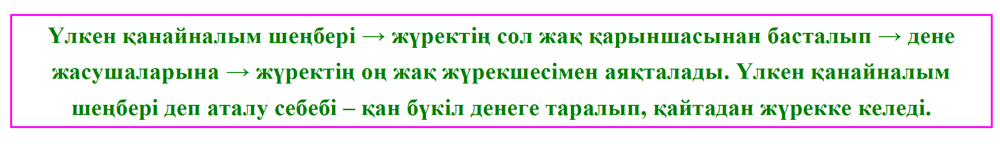 Үлкен қанайналым шеңбері → жүректің сол жақ қарыншасынан басталып → дене
жасушаларына → жүректің оң жақ жүрекшесімен аяқталады. Үлкен қанайналым
шеңбері деп аталу себебі – қан бүкіл денеге таралып, қайтадан жүрекке келеді.